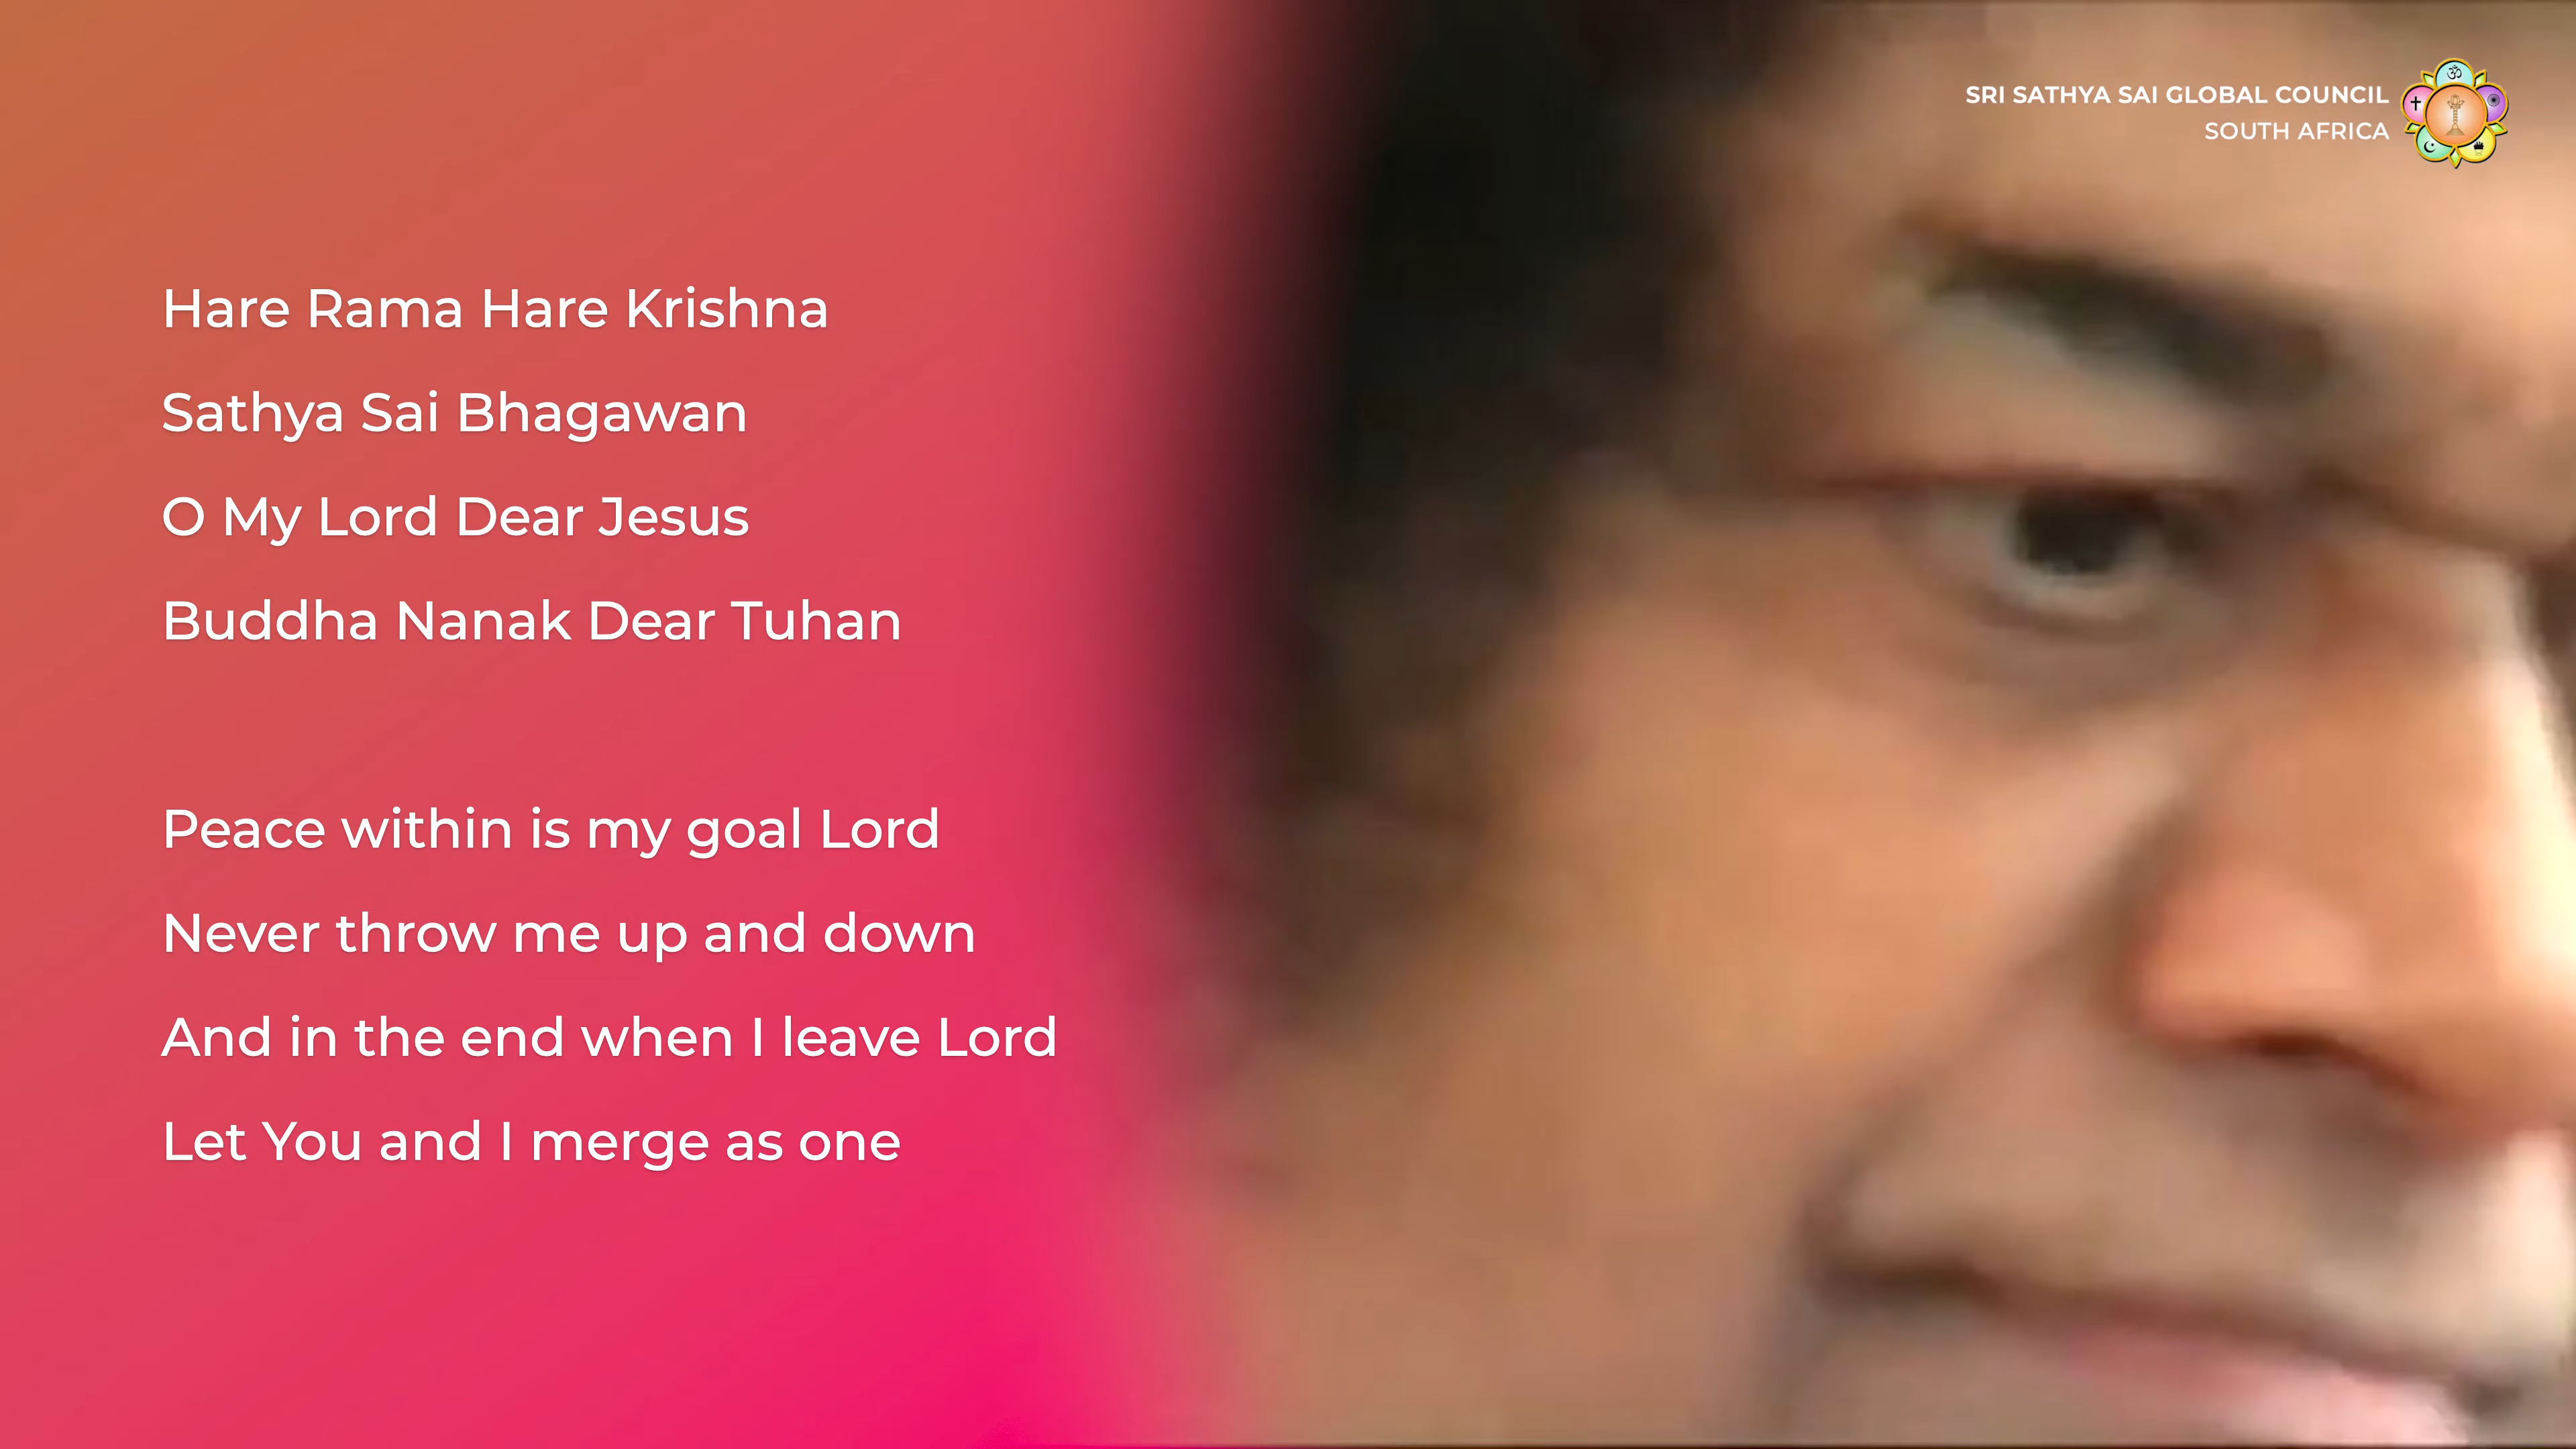 SRI SATHYA SAI GLOBAL COUNCIL
SOUTH AFRICA
Hare Rama Hare Krishna
Sathya Sai Bhagawan
O My Lord Dear Jesus
Buddha Nanak Dear Tuhan
Peace within is my goal Lord
Never throw me up and down
And in the end when I leave Lord
Let You and I merge as one